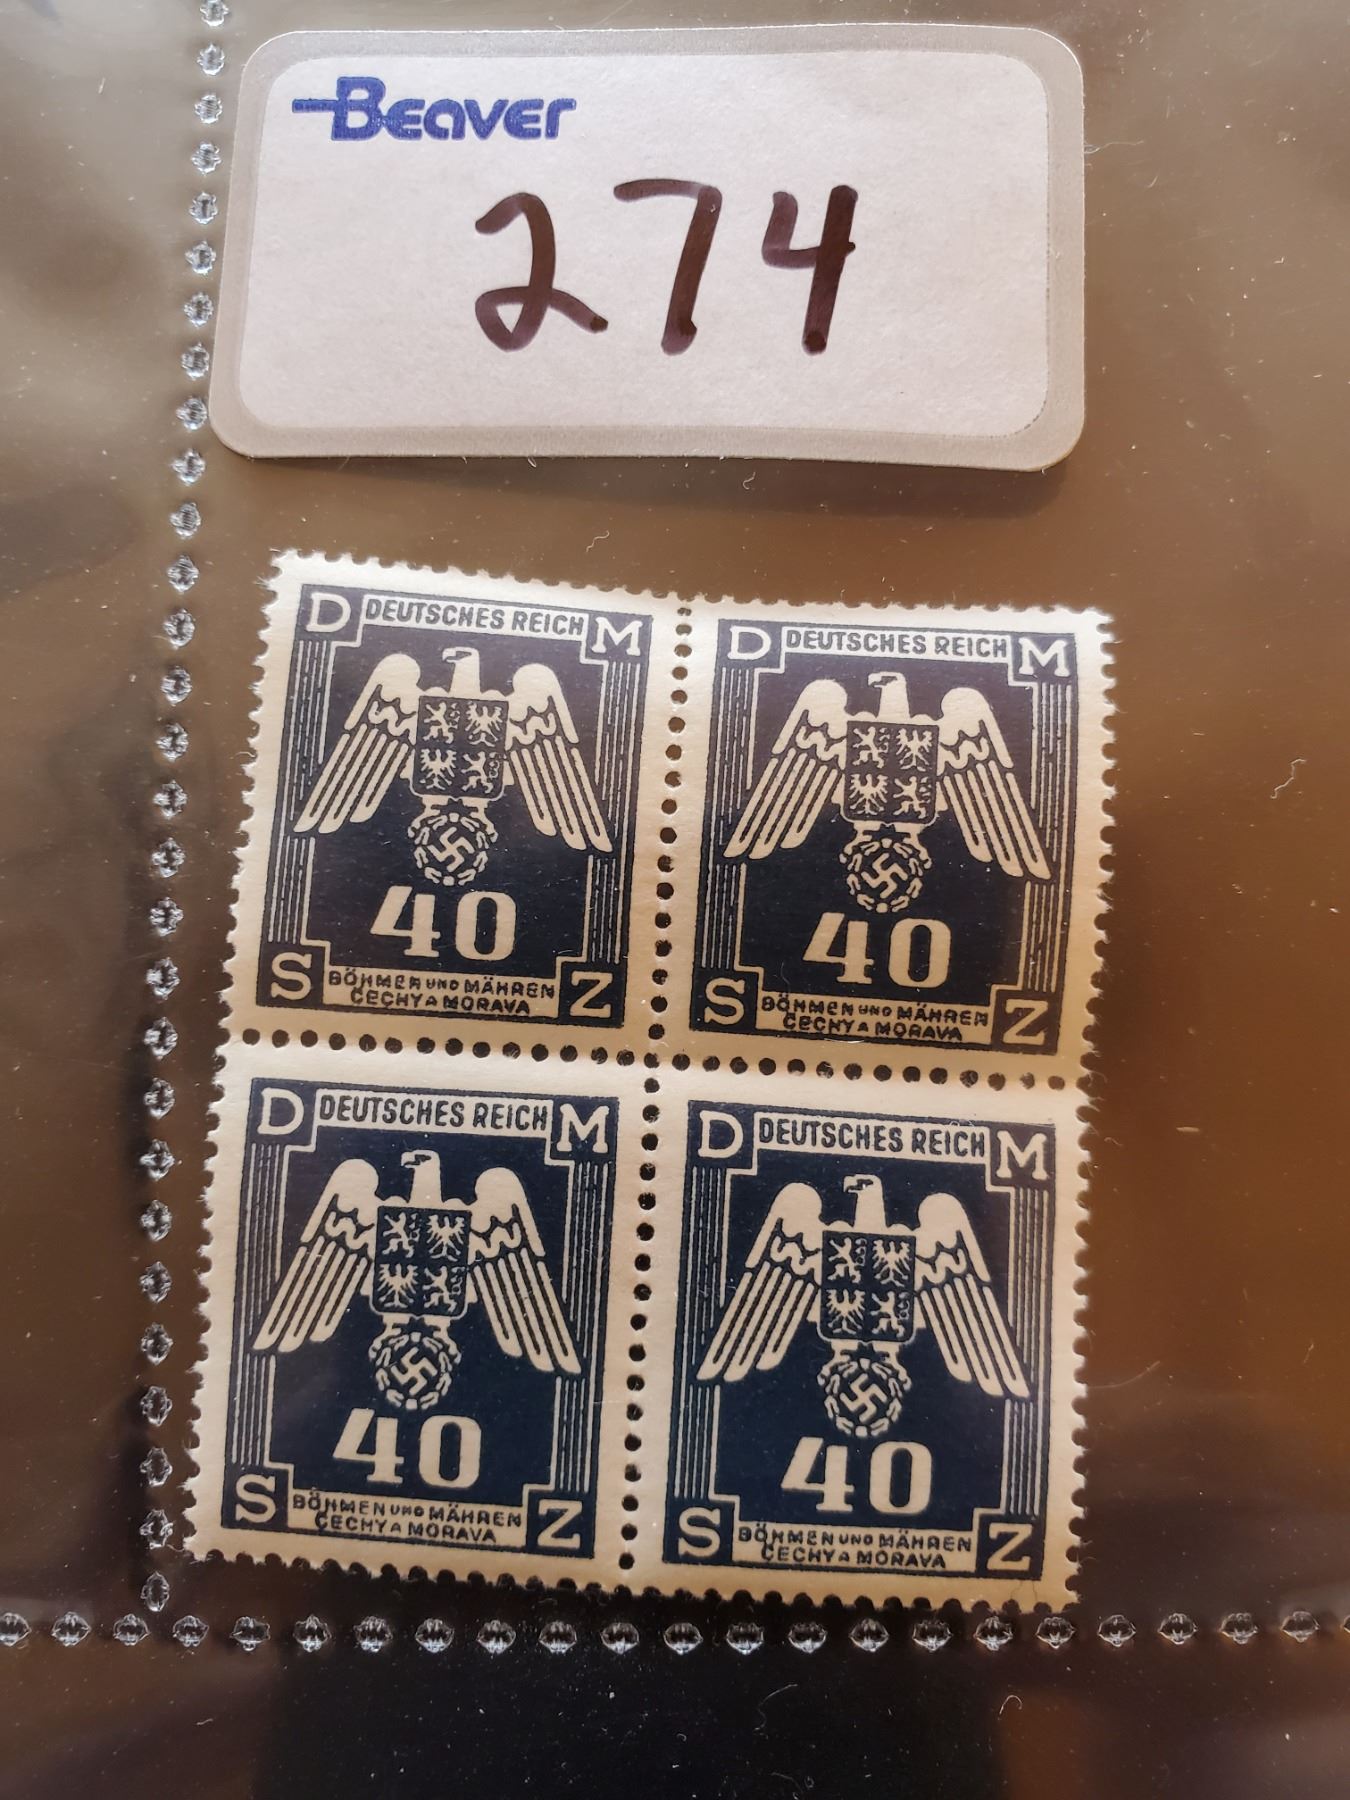 Beaver
274
D DEUTSCHES REICH M
40
S BÖHMEN UND MÄHREN Z
ČECHY A MORAVA
D DEUTSCHES REICH M
40
S BÖHMEN UND MÄHREN Z
ČECHY A MORAVA
D DEUTSCHES REICH M
40
S BÖHMEN UND MÄHREN Z
ČECHY A MORAVA
D DEUTSCHES REICH M
40
S BÖHMEN UND MÄHREN Z
ČECHY A MORAVA